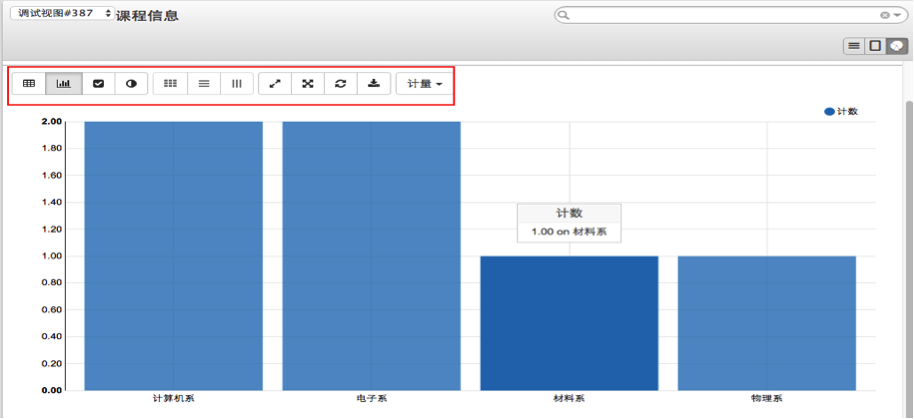 调试视图#387
课程信息
计量
计数
2.00
1.80
1.60
1.40
1.20
1.00
0.80
0.60
0.40
0.20
0.00
计数
1.00 on 材料系
计算机系
电子系
材料系
物理系